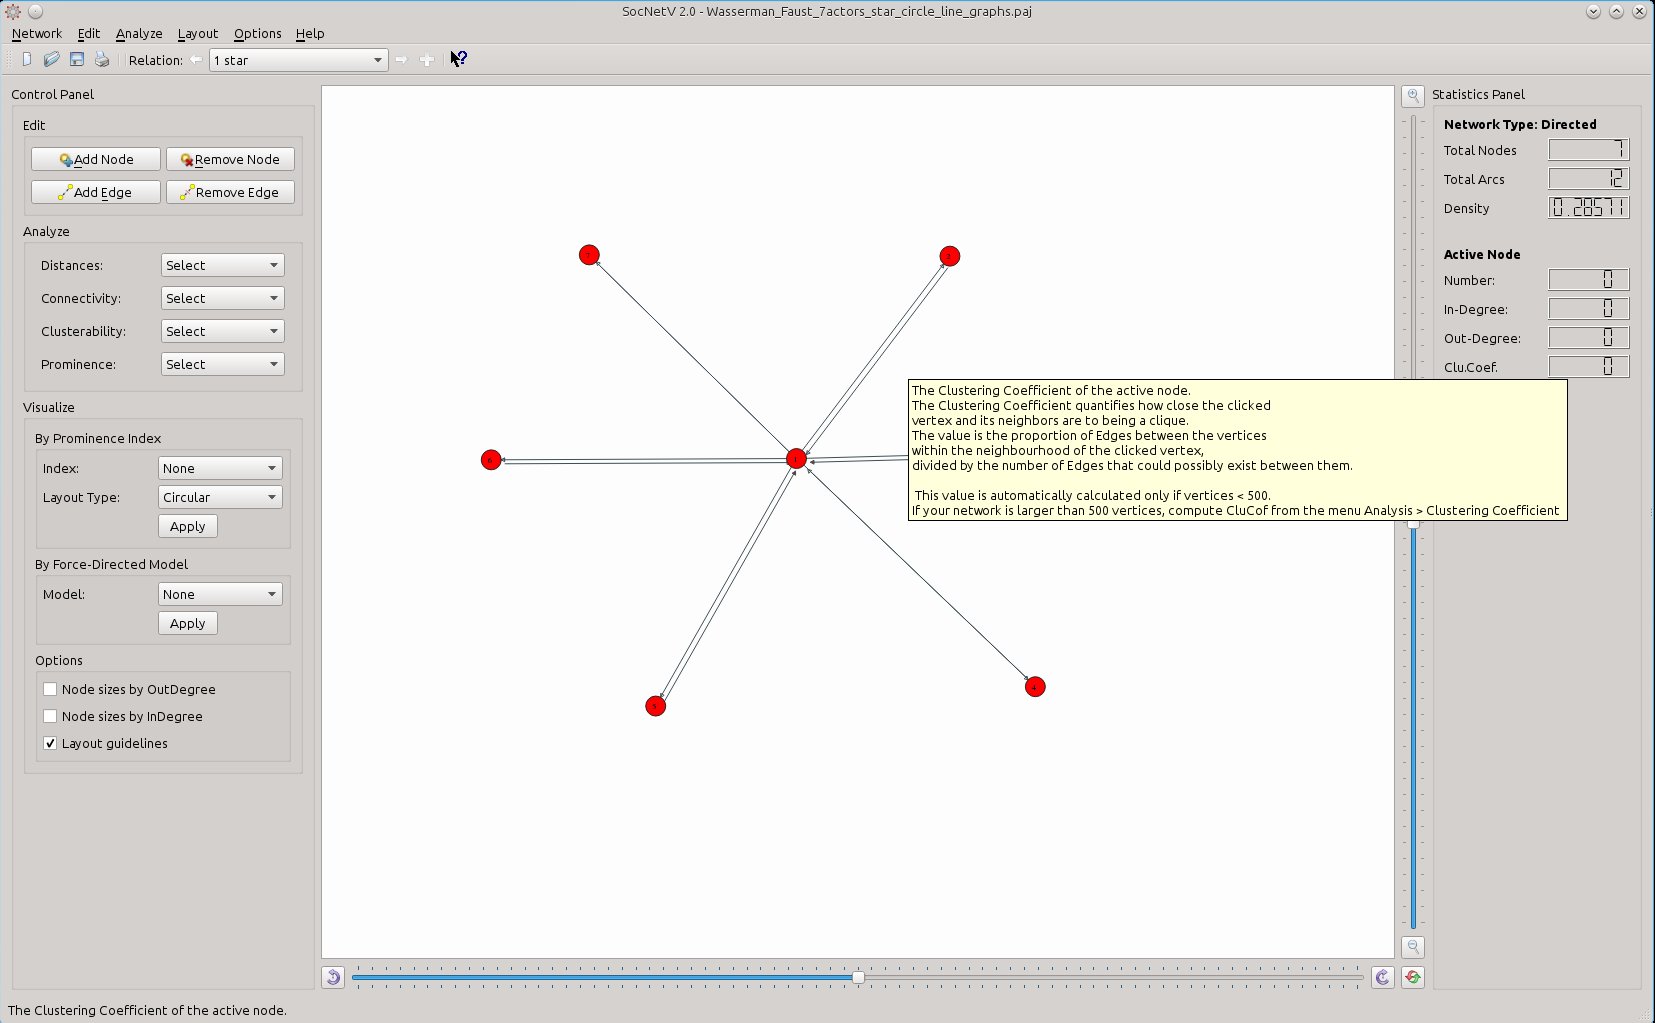 SocNetV 2.0 - Wasserman_Faust_7actors_star_circle_line_graphs.paj
Network Edit Analyze Layout Options Help
Relation: 1 star
Control Panel
Edit
Add Node Remove Node
Add Edge Remove Edge
Analyze
Distances: Select
Connectivity: Select
Clusterability: Select
Prominence: Select
Visualize
By Prominence Index
Index: None
Layout Type: Circular
Apply
By Force-Directed Model
Model: None
Apply
Options
Node sizes by OutDegree
Node sizes by InDegree
Layout guidelines
The Clustering Coefficient of the active node.
The Clustering Coefficient quantifies how close the clicked
vertex and its neighbors are to being a clique.
The value is the proportion of Edges between the vertices
within the neighbourhood of the clicked vertex,
divided by the number of Edges that could possibly exist between them.
This value is automatically calculated only if vertices < 500.
If your network is larger than 500 vertices, compute CluCof from the menu Analysis > Clustering Coefficient
Statistics Panel
Network Type: Directed
Total Nodes 7
Total Arcs 12
Density 0.28571
Active Node
Number: 0
In-Degree: 0
Out-Degree: 0
Clu.Coef. 0
The Clustering Coefficient of the active node.